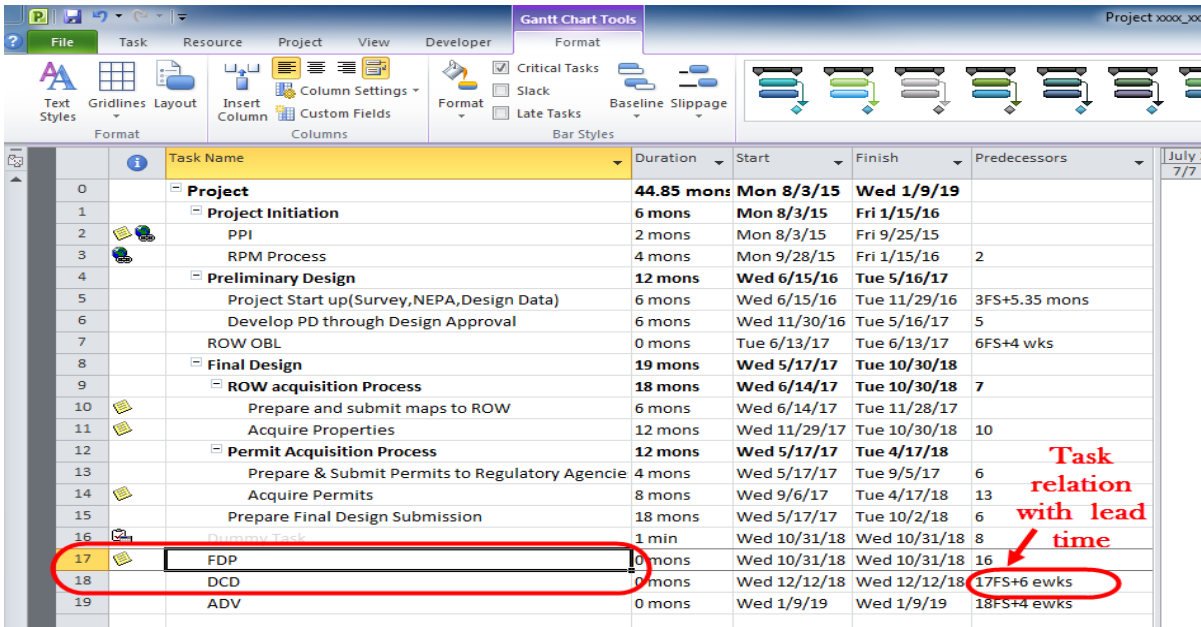 Gantt Chart Tools
Project xxxx_xx
File Task Resource Project View Developer Format
Text Styles
Gridlines
Layout
Format
Insert Column
Column Settings
Custom Fields
Columns
Format
Critical Tasks
Slack
Late Tasks
Baseline
Slippage
Bar Styles
Task Name Duration Start Finish Predecessors July
7/7
0 Project 44.85 mons Mon 8/3/15 Wed 1/9/19
1 Project Initiation 6 mons Mon 8/3/15 Fri 1/15/16
2 PPI 2 mons Mon 8/3/15 Fri 9/25/15
3 RPM Process 4 mons Mon 9/28/15 Fri 1/15/16 2
4 Preliminary Design 12 mons Wed 6/15/16 Tue 5/16/17
5 Project Start up(Survey,NEPA,Design Data) 6 mons Wed 6/15/16 Tue 11/29/16 3FS+5.35 mons
6 Develop PD through Design Approval 6 mons Wed 11/30/16 Tue 5/16/17 5
7 ROW OBL 0 mons Tue 6/13/17 Tue 6/13/17 6FS+4 wks
8 Final Design 19 mons Wed 5/17/17 Tue 10/30/18
9 ROW acquisition Process 18 mons Wed 6/14/17 Tue 10/30/18 7
10 Prepare and submit maps to ROW 6 mons Wed 6/14/17 Tue 11/28/17
11 Acquire Properties 12 mons Wed 11/29/17 Tue 10/30/18 10
12 Permit Acquisition Process 12 mons Wed 5/17/17 Tue 4/17/18
13 Prepare & Submit Permits to Regulatory Agencie 4 mons Wed 5/17/17 Tue 9/5/17 6
14 Acquire Permits 8 mons Wed 9/6/17 Tue 4/17/18 13
15 Prepare Final Design Submission 18 mons Wed 5/17/17 Tue 10/2/18 6
16 Dummy Task 1 min Wed 10/31/18 Wed 10/31/18 8
17 FDP 0 mons Wed 10/31/18 Wed 10/31/18 16
18 DCD 0 mons Wed 12/12/18 Wed 12/12/18 17FS+6 ewks
19 ADV 0 mons Wed 1/9/19 Wed 1/9/19 18FS+4 ewks
Task
relation
with lead
time